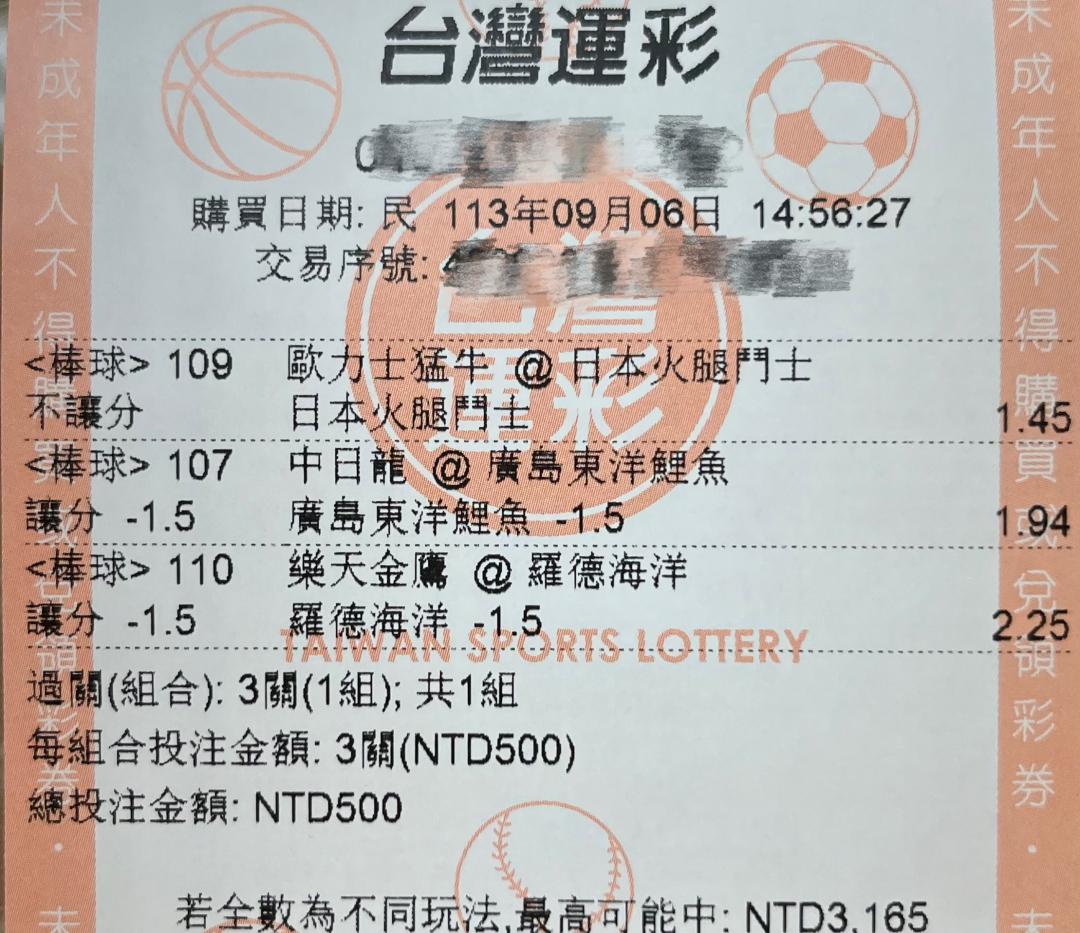 台灣運彩
購買日期: 民 113年09月06日 14:56:27
交易序號:
<棒球> 109 歐力士猛牛 @ 日本火腿鬥士
不讓分 日本火腿鬥士 1.45
<棒球> 107 中日龍 @ 廣島東洋鯉魚
讓分 -1.5 廣島東洋鯉魚 -1.5 1.94
<棒球> 110 樂天金鷹 @ 羅德海洋
讓分 -1.5 羅德海洋 -1.5 2.25
TAIWAN SPORTS LOTTERY
過關(組合): 3關(1組); 共1組
每組合投注金額: 3關(NTD500)
總投注金額: NTD500
若全數為不同玩法,最高可能中: NTD3,165
台灣運彩
未成年人不得購買或兌領彩券・未
未成年人不得購買或兌領彩券・未